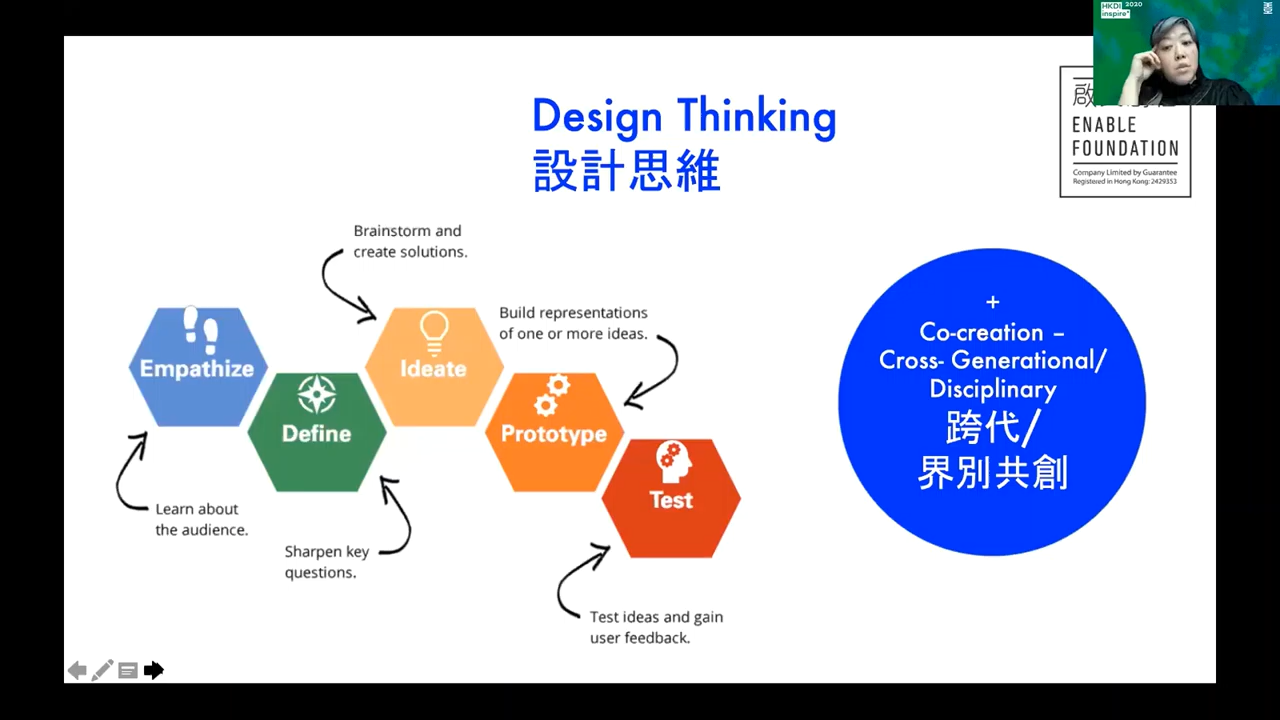 HKDI 2020
inspire*
Design Thinking
設計思維
ENABLE
FOUNDATION
Company Limited by Guarantee
Registered in Hong Kong: 2429353
Brainstorm and
create solutions.
Build representations
of one or more ideas.
Empathize
Define
Ideate
Prototype
Test
Learn about
the audience.
Sharpen key
questions.
Test ideas and gain
user feedback.
+
Co-creation –
Cross- Generational/
Disciplinary
跨代/
界別共創